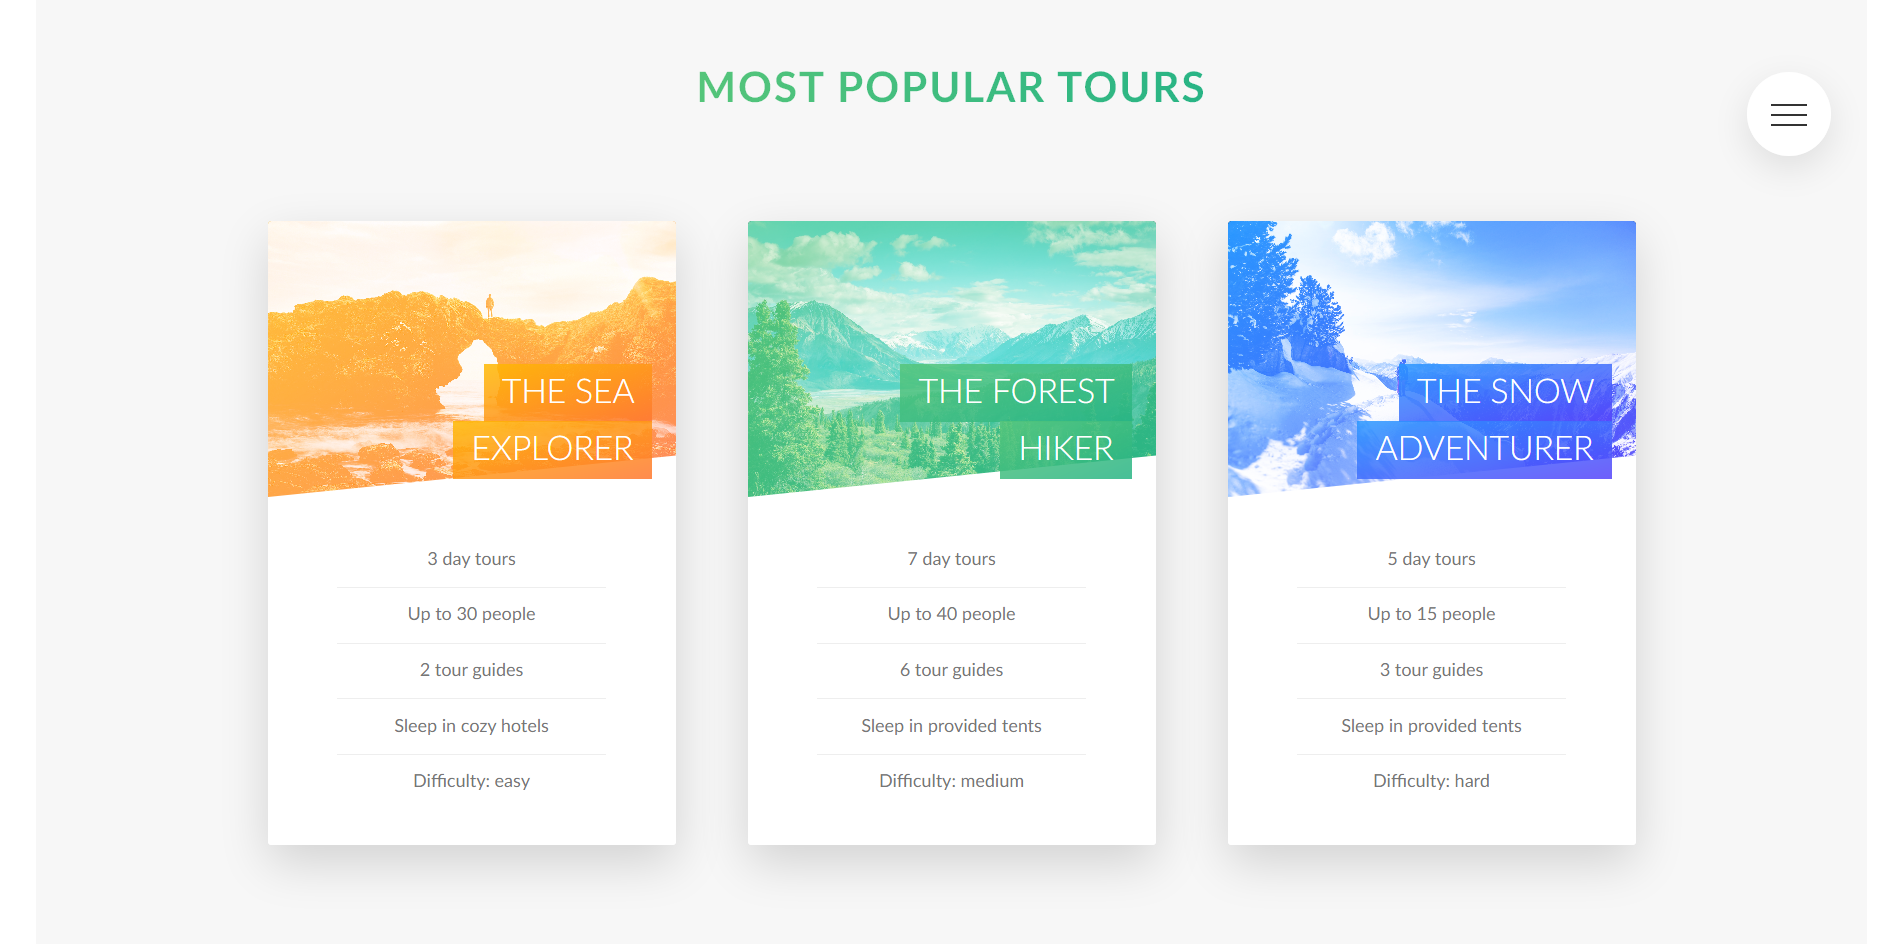 MOST POPULAR TOURS
THE SEA
EXPLORER
3 day tours
Up to 30 people
2 tour guides
Sleep in cozy hotels
Difficulty: easy
THE FOREST
HIKER
7 day tours
Up to 40 people
6 tour guides
Sleep in provided tents
Difficulty: medium
THE SNOW
ADVENTURER
5 day tours
Up to 15 people
3 tour guides
Sleep in provided tents
Difficulty: hard